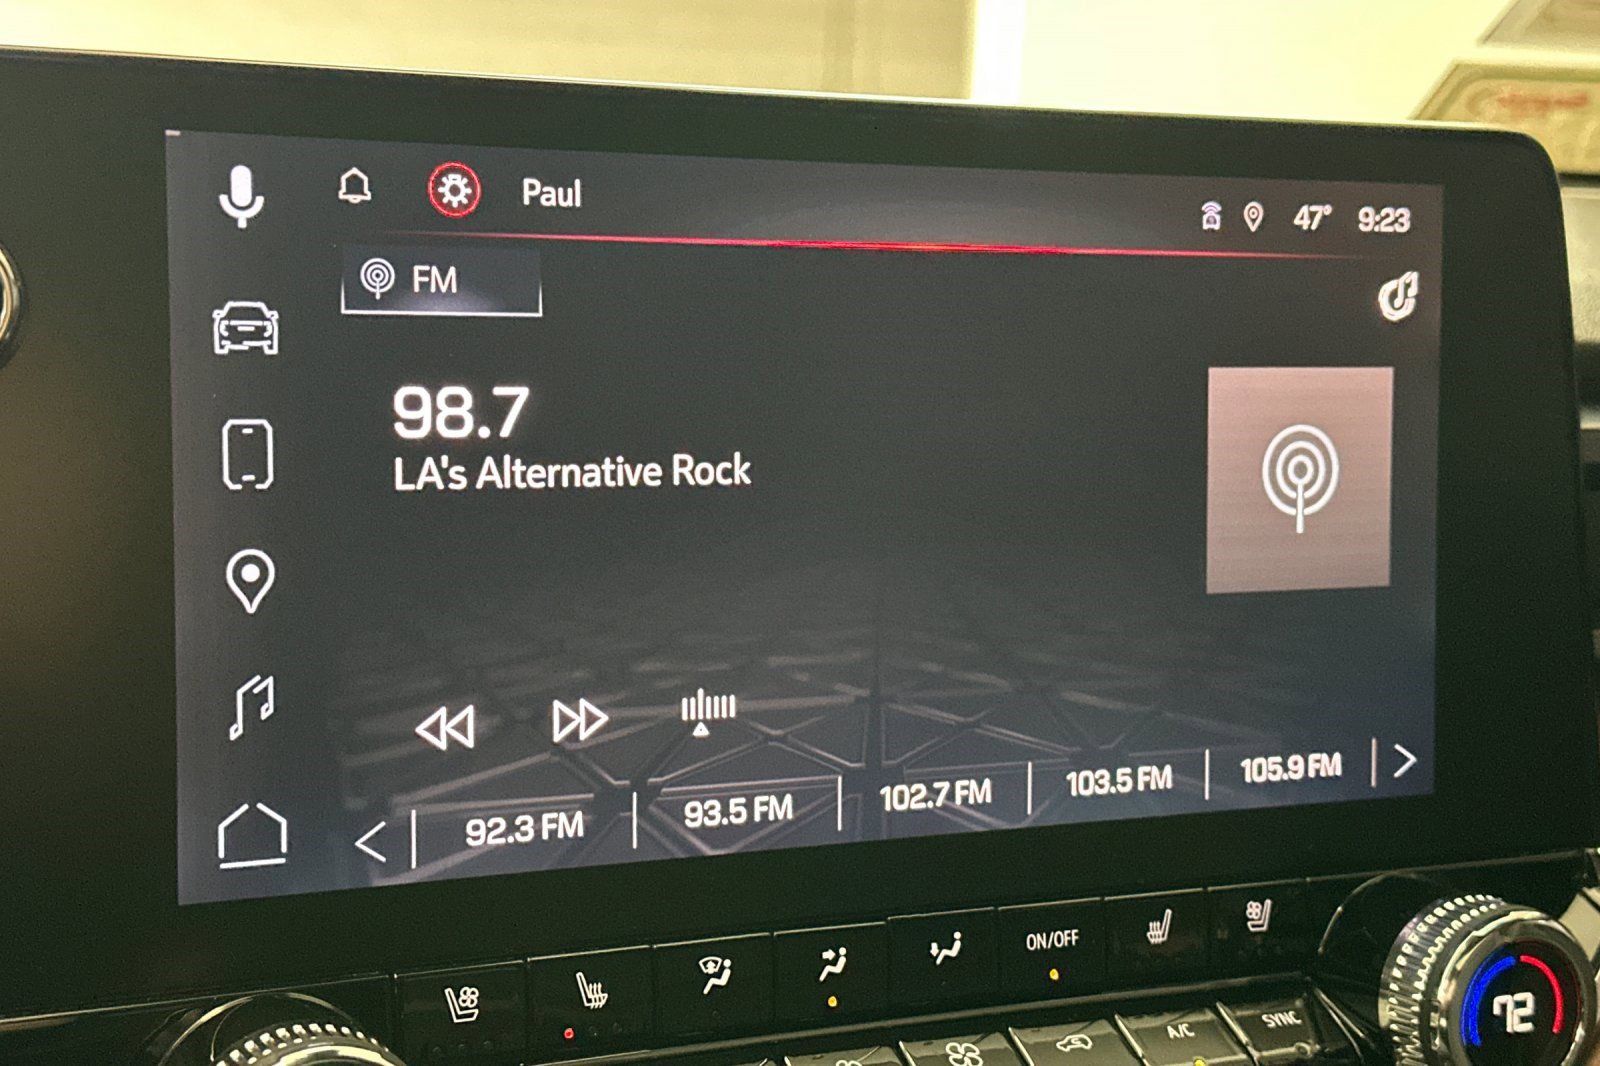 Paul
47° 9:23
FM
98.7
LA's Alternative Rock
92.3 FM
93.5 FM
102.7 FM
103.5 FM
105.9 FM
ON/OFF
A/C
SYNC
72